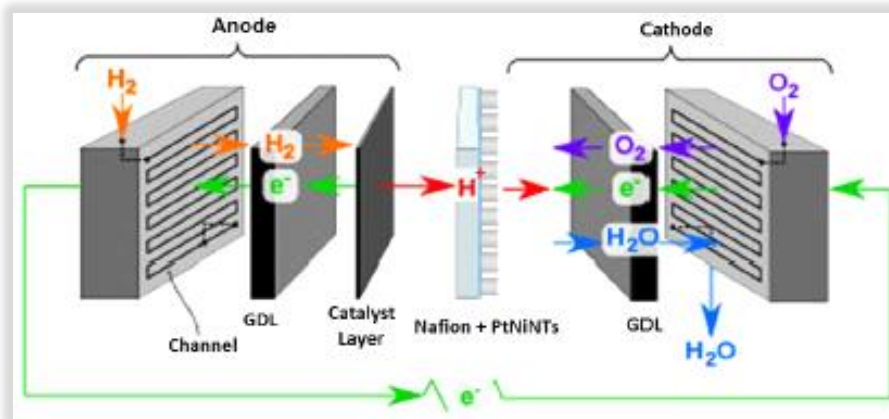 Anode
Cathode
H₂
O₂
H₂
O₂
e⁻
H⁺
e⁻
H₂O
GDL
Catalyst
Layer
Nafion + PtNiNTs
GDL
Channel
H₂O
e⁻